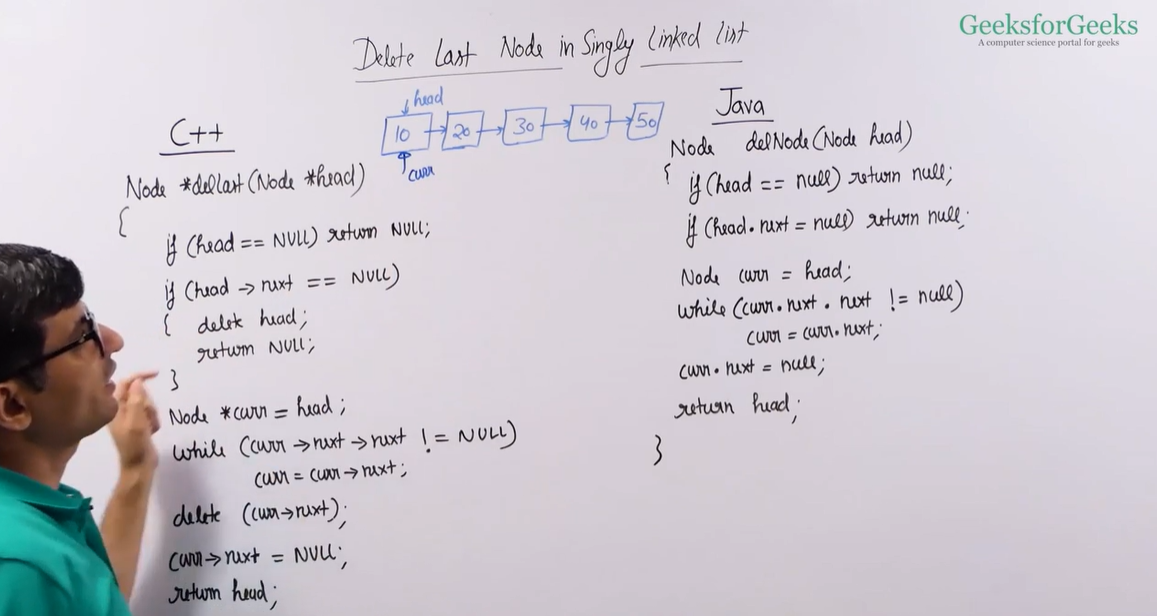 GeeksforGeeks
A computer science portal for geeks
Delete Last Node in Singly Linked List
head
10 20 30 40 50
curr
C++
Node *delLast(Node *head)
{
if (head == NULL) return NULL;
if (head -> next == NULL)
{ delete head;
return NULL;
}
Node *curr = head;
while (curr -> next -> next != NULL)
curr = curr -> next;
delete (curr -> next);
curr -> next = NULL;
return head;
Java
Node delNode(Node head)
{ if (head == null) return null;
if (head.next = null) return null;
Node curr = head;
while (curr.next.next != null)
curr = curr.next;
curr.next = null;
return head;
}